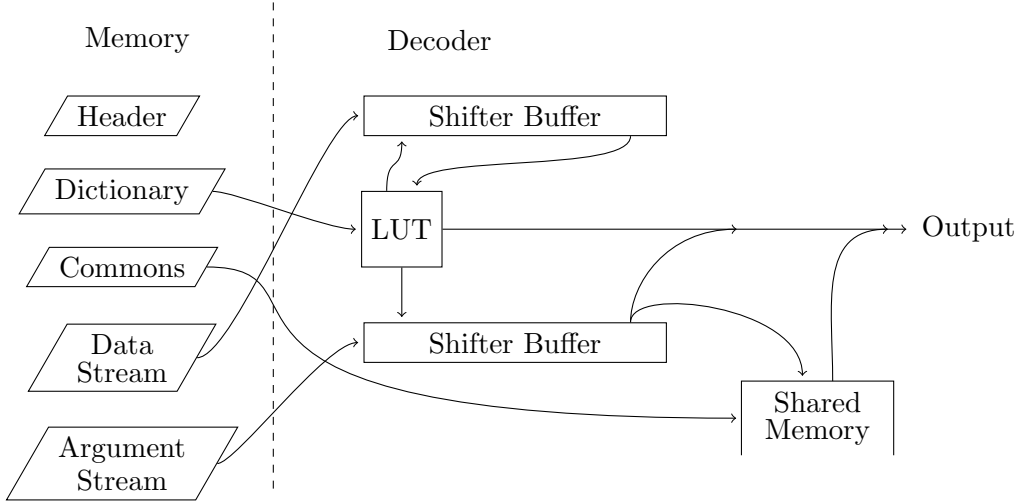 Memory
Decoder
Header
Shifter Buffer
Dictionary
LUT
Output
Commons
Data
Stream
Shifter Buffer
Shared
Memory
Argument
Stream